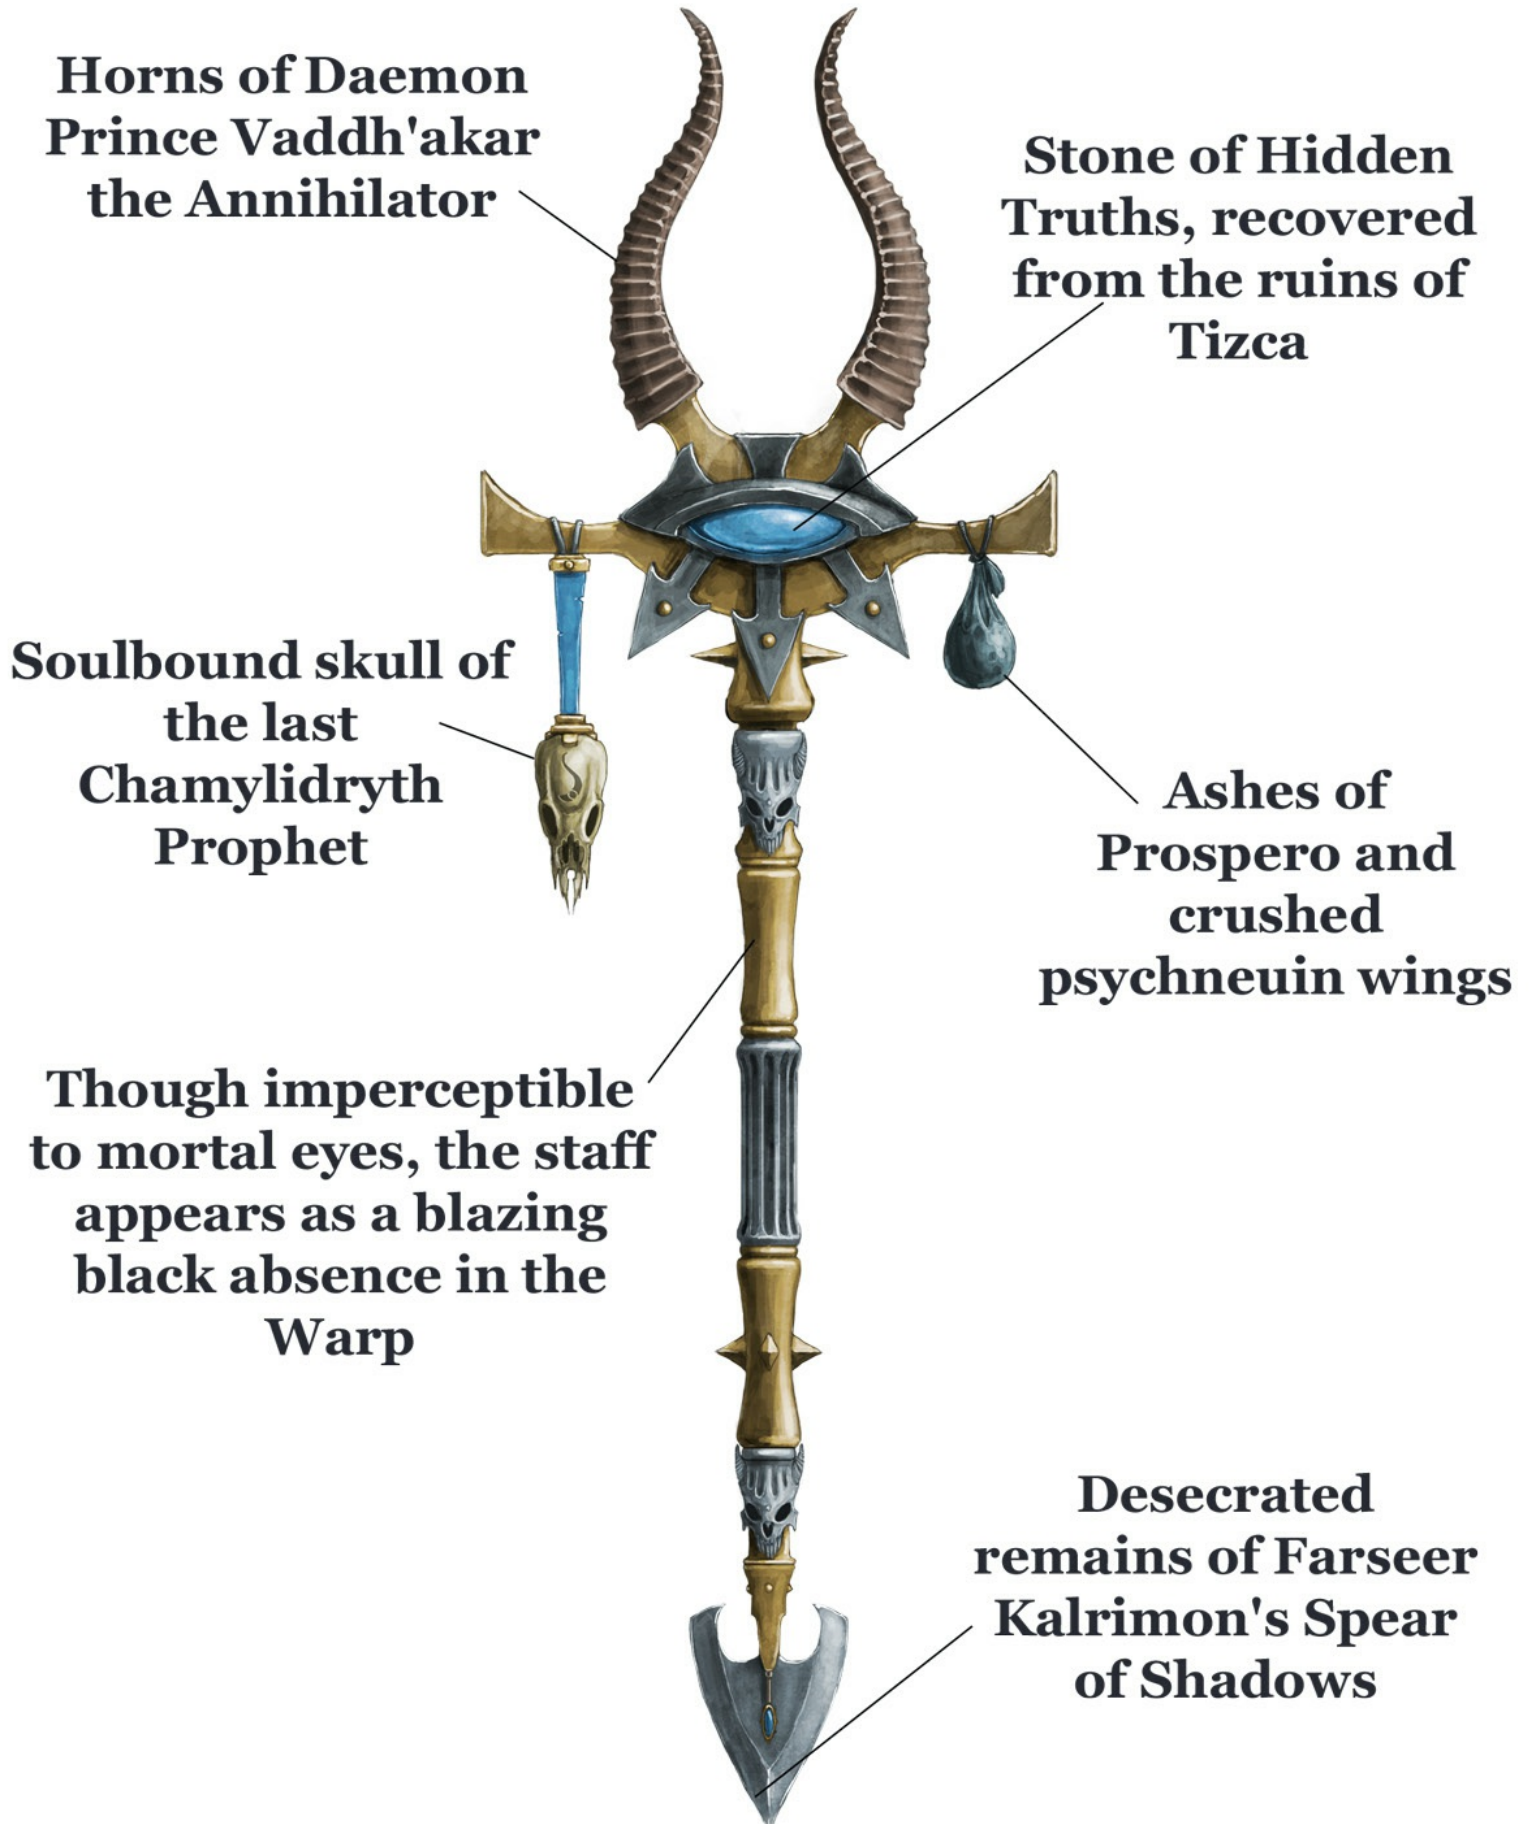 Horns of Daemon
Prince Vaddh'akar
the Annihilator
Stone of Hidden
Truths, recovered
from the ruins of
Tizca
Soulbound skull of
the last
Chamylidryth
Prophet
Ashes of
Prospero and
crushed
psychneuin wings
Though imperceptible
to mortal eyes, the staff
appears as a blazing
black absence in the
Warp
Desecrated
remains of Farseer
Kalrimon's Spear
of Shadows